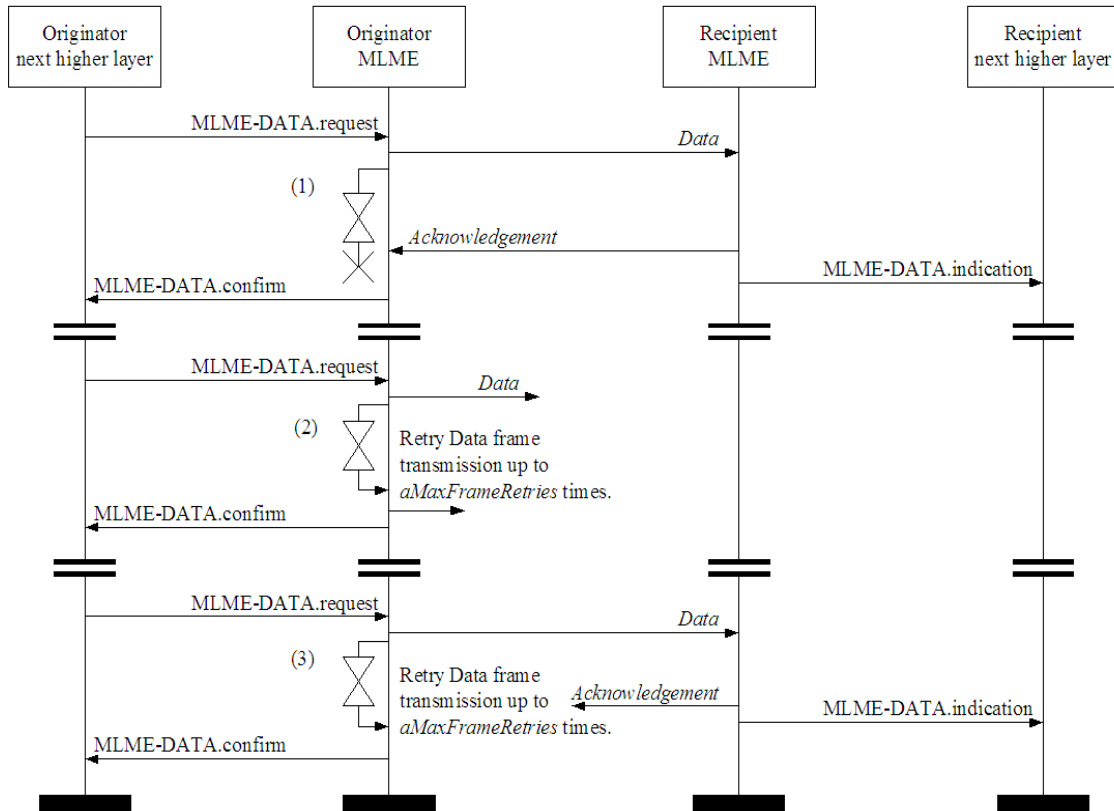 Originator
next higher layer
Originator
MLME
Recipient
MLME
Recipient
next higher layer
MLME-DATA.request
Data
(1)
Acknowledgement
MLME-DATA.indication
MLME-DATA.confirm
MLME-DATA.request
Data
(2)
Retry Data frame
transmission up to
aMaxFrameRetries times.
MLME-DATA.confirm
MLME-DATA.request
Data
(3)
Retry Data frame
transmission up to
aMaxFrameRetries times.
Acknowledgement
MLME-DATA.indication
MLME-DATA.confirm